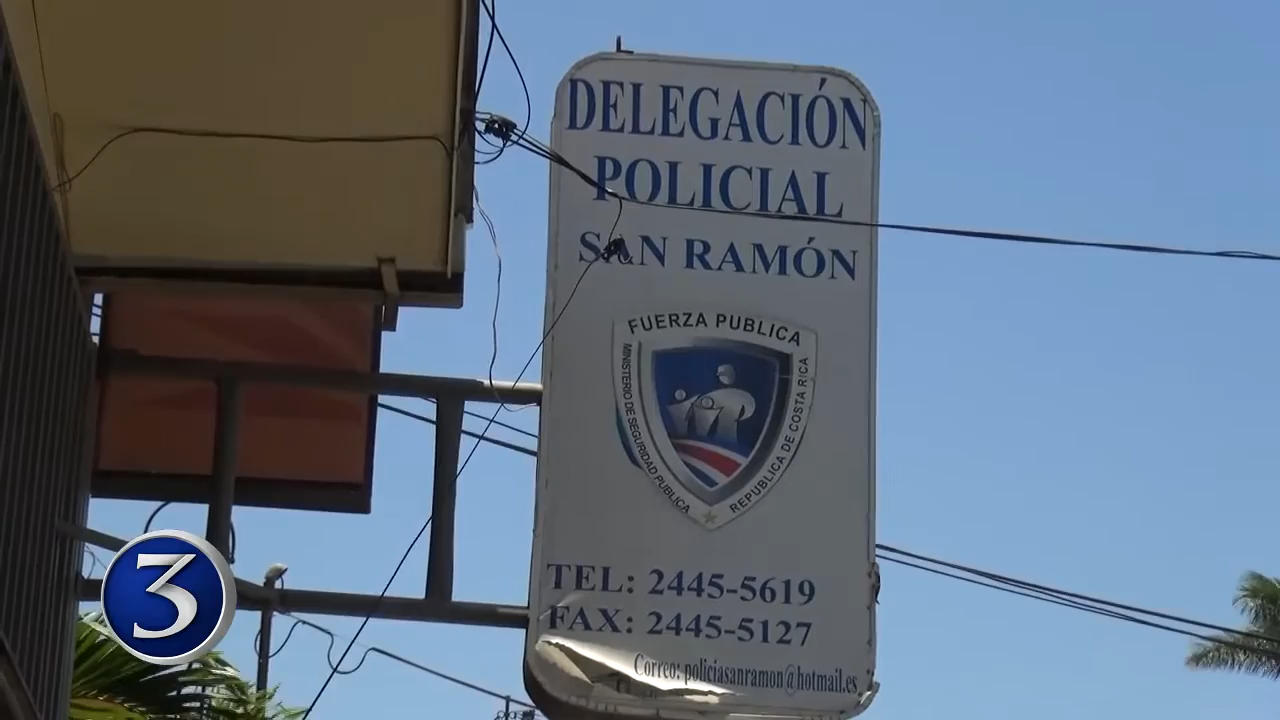 DELEGACIÓN
POLICIAL
SAN RAMÓN
FUERZA PUBLICA
MINISTERIO DE SEGURIDAD PUBLICA
REPUBLICA DE COSTA RICA
TEL: 2445-5619
FAX: 2445-5127
Correo: policiasanramon@hotmail.es
3